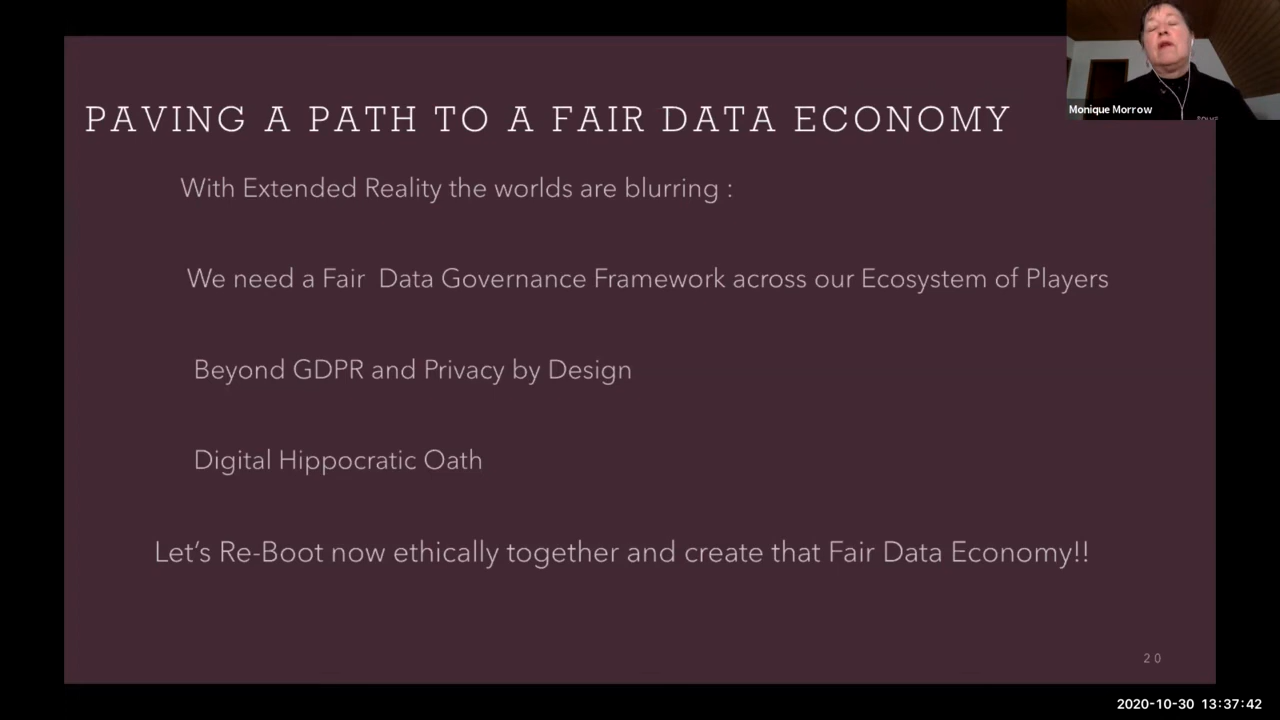 PAVING A PATH TO A FAIR DATA ECONOMY
Monique Morrow
With Extended Reality the worlds are blurring :
We need a Fair  Data Governance Framework across our Ecosystem of Players
Beyond GDPR and Privacy by Design
Digital Hippocratic Oath
Let's Re-Boot now ethically together and create that Fair Data Economy!!
20
2020-10-30 13:37:42